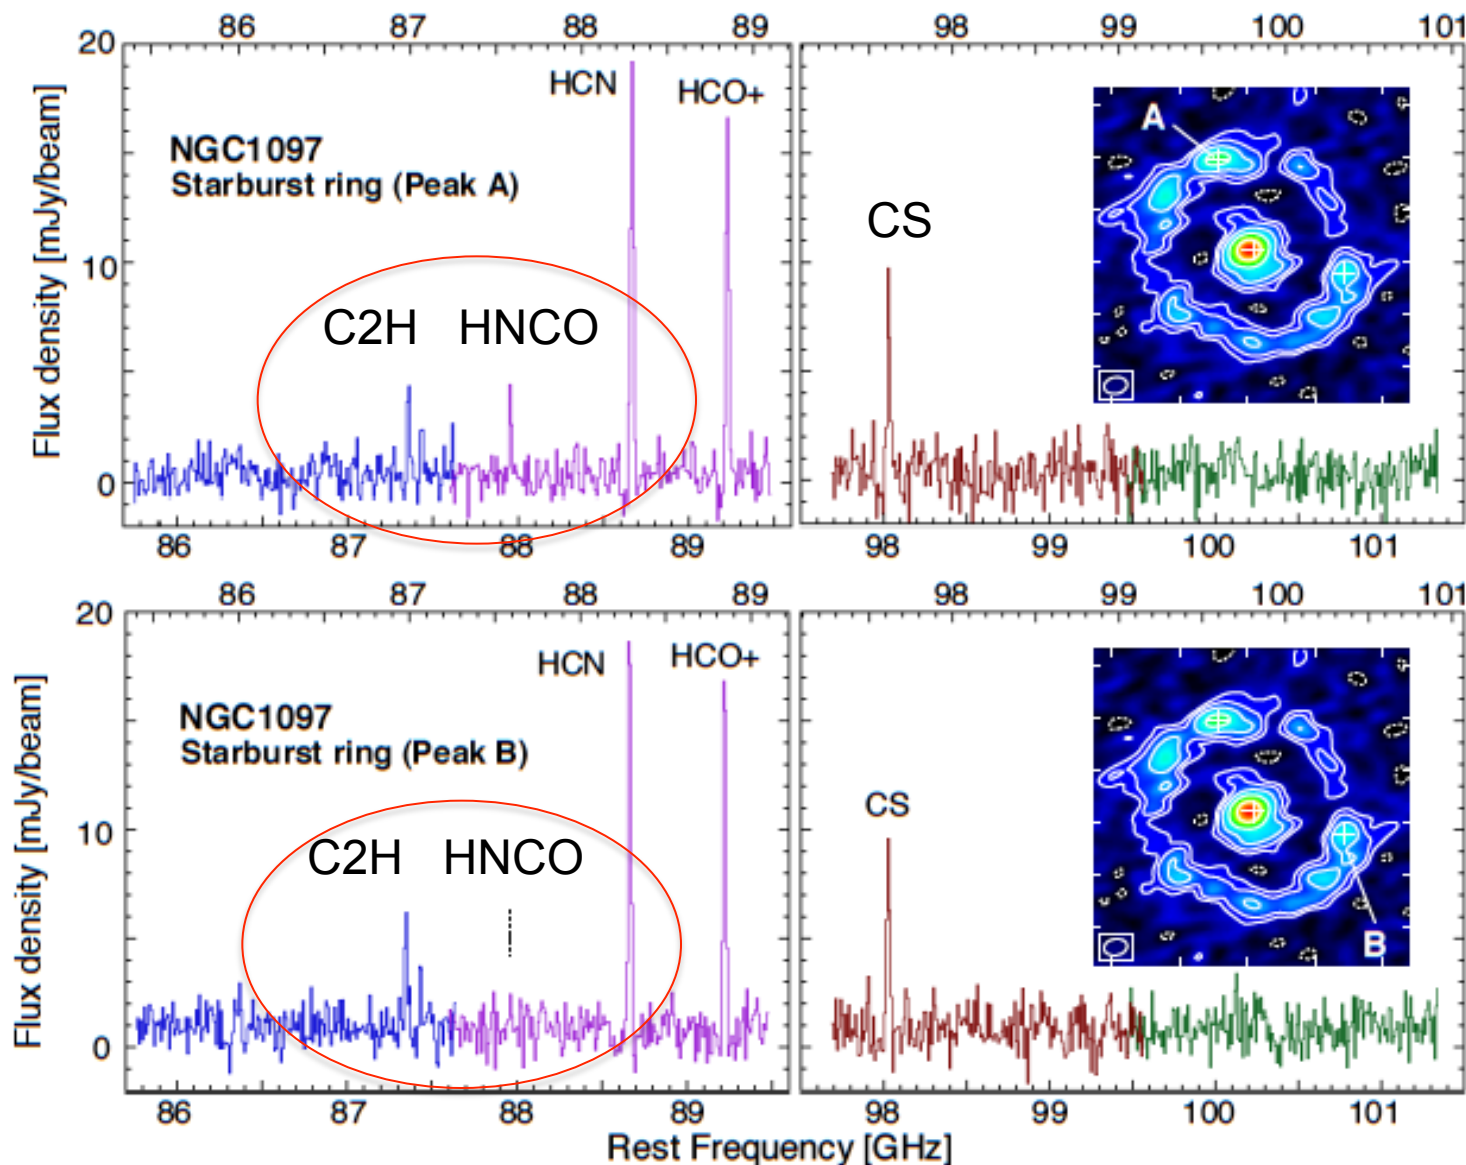 86 87 88 89 99 100 101
20
HCN
HCO+
NGC1097
Starburst ring (Peak A)
A
CS
10
C2H HNCO
0
Flux density [mJy/beam]
86 87 88 89 98 99 100 101
86 87 88 89 98 99 100 101
20
HCN
HCO+
NGC1097
Starburst ring (Peak B)
CS
10
C2H HNCO
B
0
Flux density [mJy/beam]
86 87 88 89 98 99 100 101
Rest Frequency [GHz]